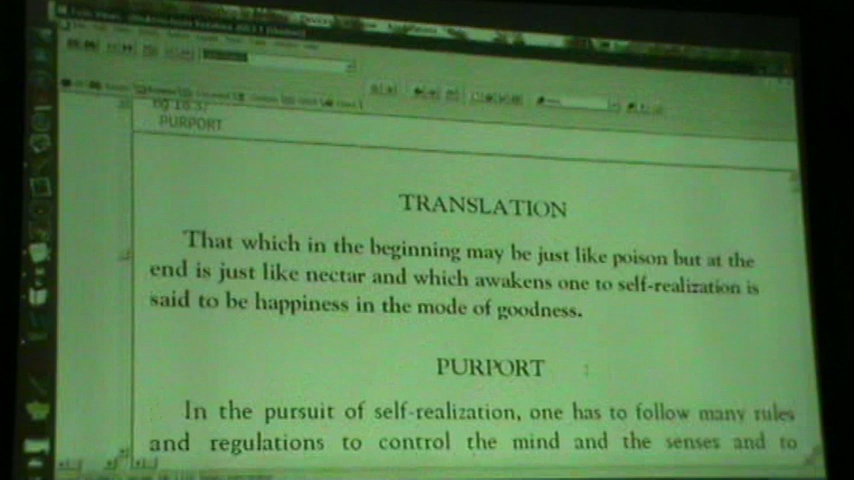 PURPORT
TRANSLATION
That which in the beginning may be just like poison but at the
end is just like nectar and which awakens one to self-realization is
said to be happiness in the mode of goodness.
PURPORT
In the pursuit of self-realization, one has to follow many rules
and regulations to control the mind and the senses and to